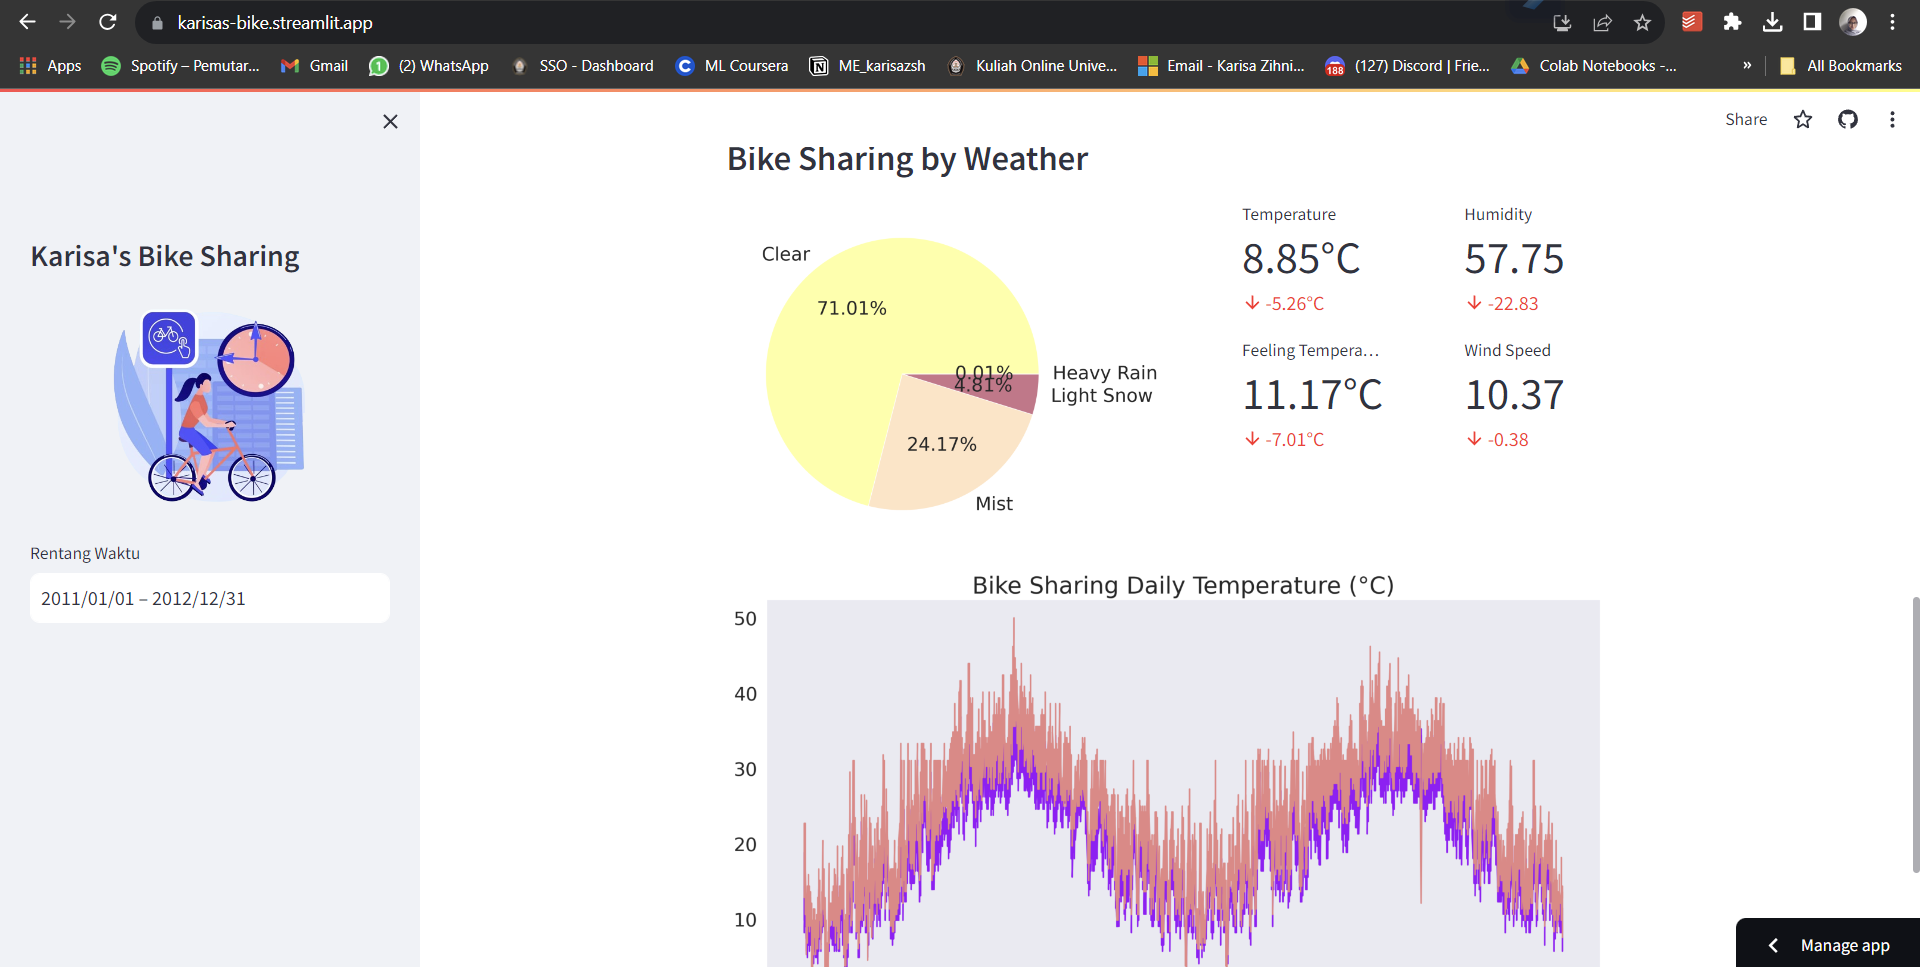 karisas-bike.streamlit.app
Apps
Spotify – Pemutar...
Gmail
1
(2) WhatsApp
SSO - Dashboard
ML Coursera
ME_karisazsh
Kuliah Online Unive...
Email - Karisa Zihni...
188
(127) Discord | Frie...
Colab Notebooks -...
»
All Bookmarks
Share
Karisa's Bike Sharing
Rentang Waktu
2011/01/01 – 2012/12/31
Bike Sharing by Weather
Clear
71.01%
0.01%
4.81%
Heavy Rain
Light Snow
24.17%
Mist
Temperature
8.85°C
↓ -5.26°C
Humidity
57.75
↓ -22.83
Feeling Tempera...
11.17°C
↓ -7.01°C
Wind Speed
10.37
↓ -0.38
Bike Sharing Daily Temperature (°C)
50
40
30
20
10
Manage app